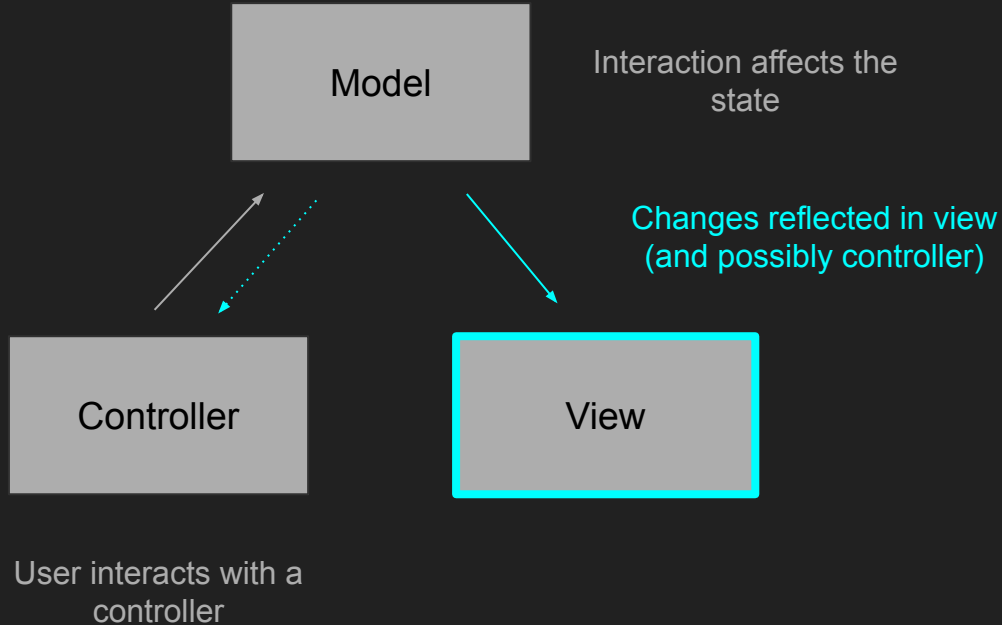 Model
Interaction affects the
state
Changes reflected in view
(and possibly controller)
Controller
View
User interacts with a
controller